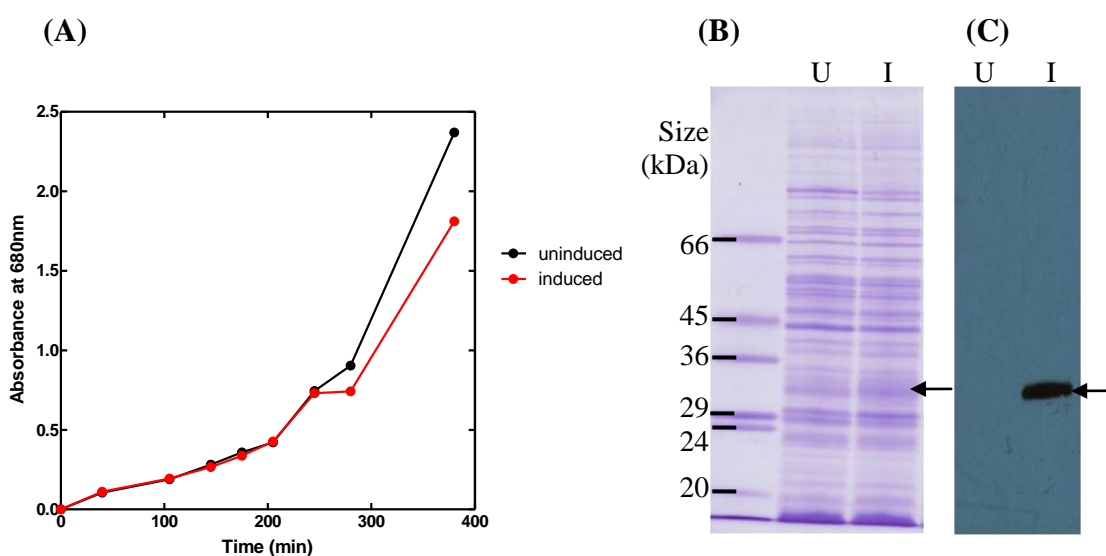 (A)
(B)
(C)
U I
U I
2.5
2.0
1.5
1.0
0.5
0.0
Absorbance at 680nm
0 100 200 300 400
Time (min)
uninduced
induced
Size
(kDa)
66
45
36
29
24
20